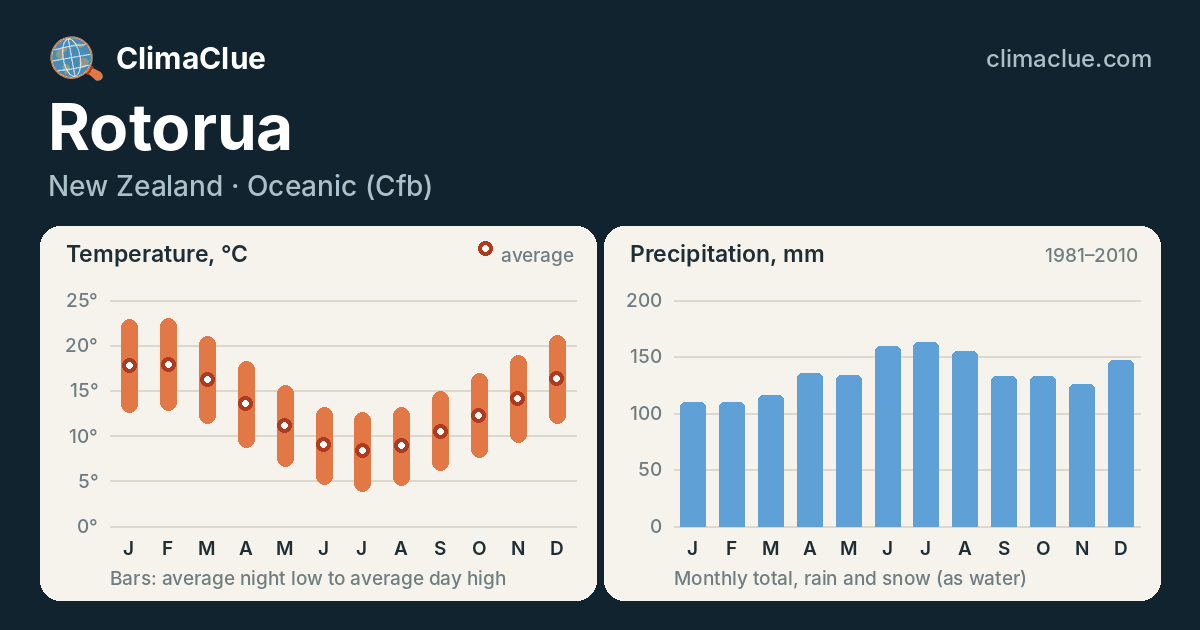 ClimaClue
climaclue.com
Rotorua
New Zealand · Oceanic (Cfb)
Temperature, °C
average
25°
20°
15°
10°
5°
0°
J F M A M J J A S O N D
Bars: average night low to average day high
Precipitation, mm
1981–2010
200
150
100
50
0
J F M A M J J A S O N D
Monthly total, rain and snow (as water)